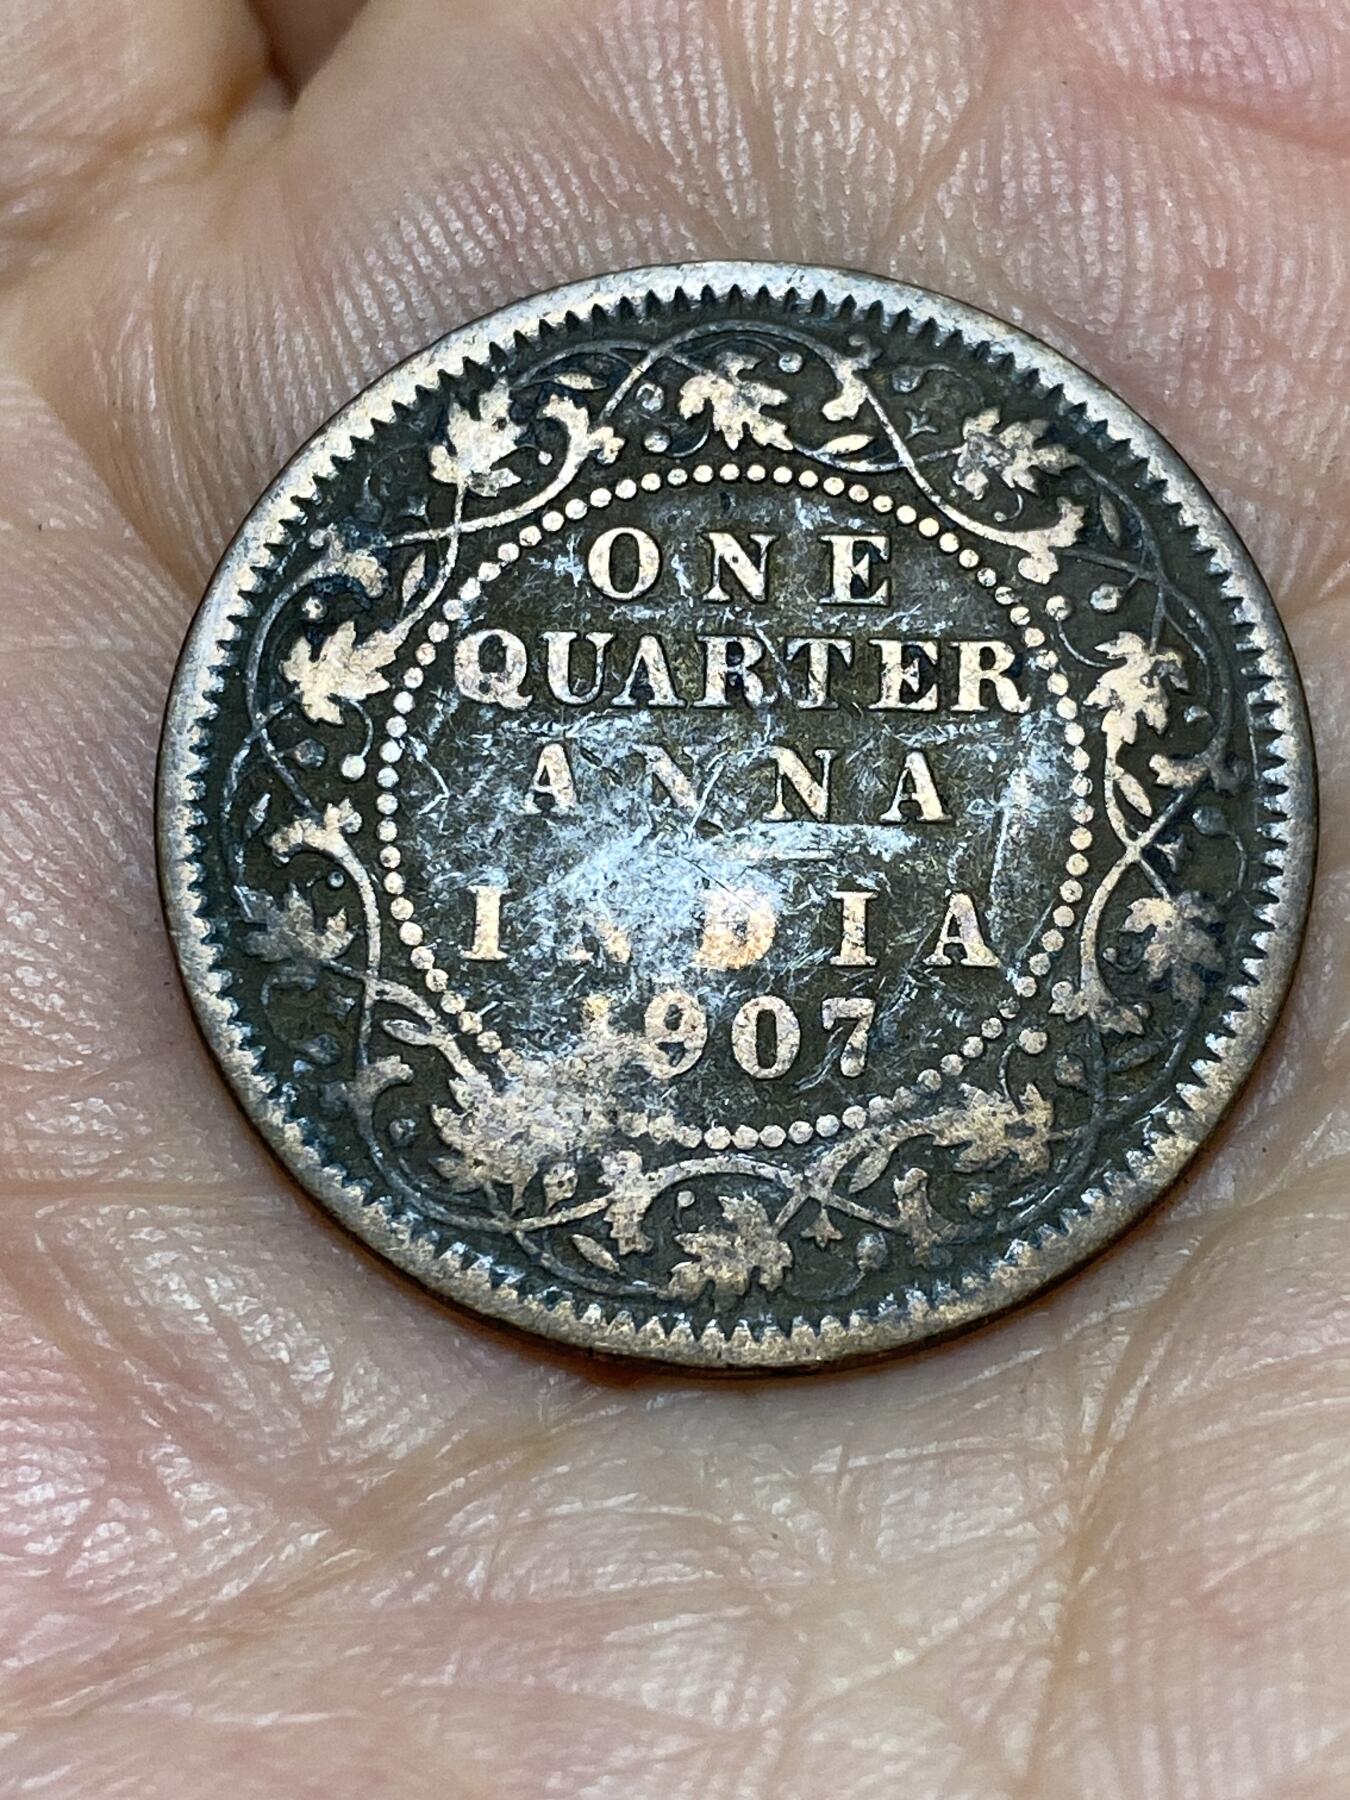 ONE
QUARTER
ANNA
INDIA
1907